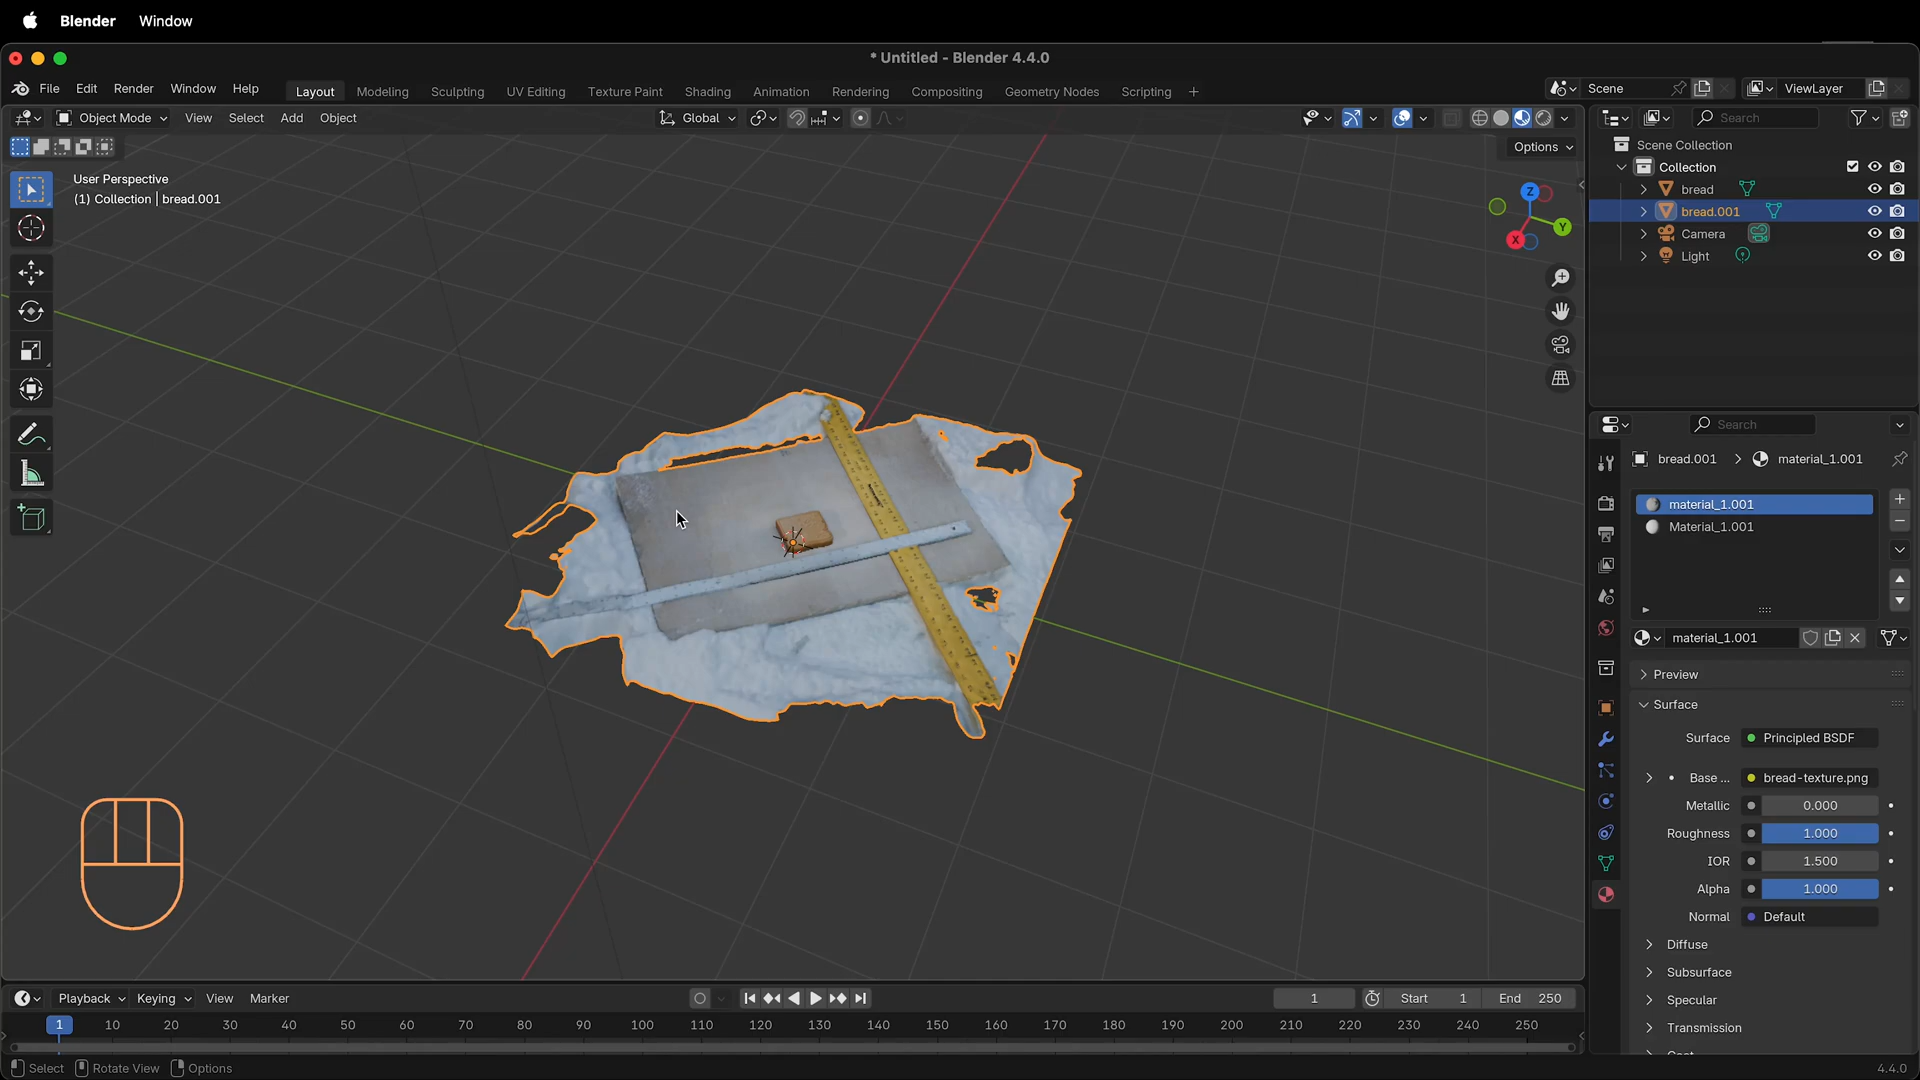 Blender Window
* Untitled - Blender 4.4.0
File Edit Render Window Help Layout Modeling Sculpting UV Editing Texture Paint Shading Animation Rendering Compositing Geometry Nodes Scripting + Scene ViewLayer
Object Mode View Select Add Object Global Search
Options
User Perspective
(1) Collection | bread.001
Z
Y
X
Scene Collection
Collection
bread
bread.001
Camera
Light
Search
bread.001 > material_1.001
material_1.001
Material_1.001
material_1.001
Preview
Surface
Surface Principled BSDF
Base ... bread-texture.png
Metallic 0.000
Roughness 1.000
IOR 1.500
Alpha 1.000
Normal Default
Diffuse
Subsurface
Specular
Transmission
Playback Keying View Marker 1 Start 1 End 250
1 10 20 30 40 50 60 70 80 90 100 110 120 130 140 150 160 170 180 190 200 210 220 230 240 250
Select Rotate View Options 4.4.0